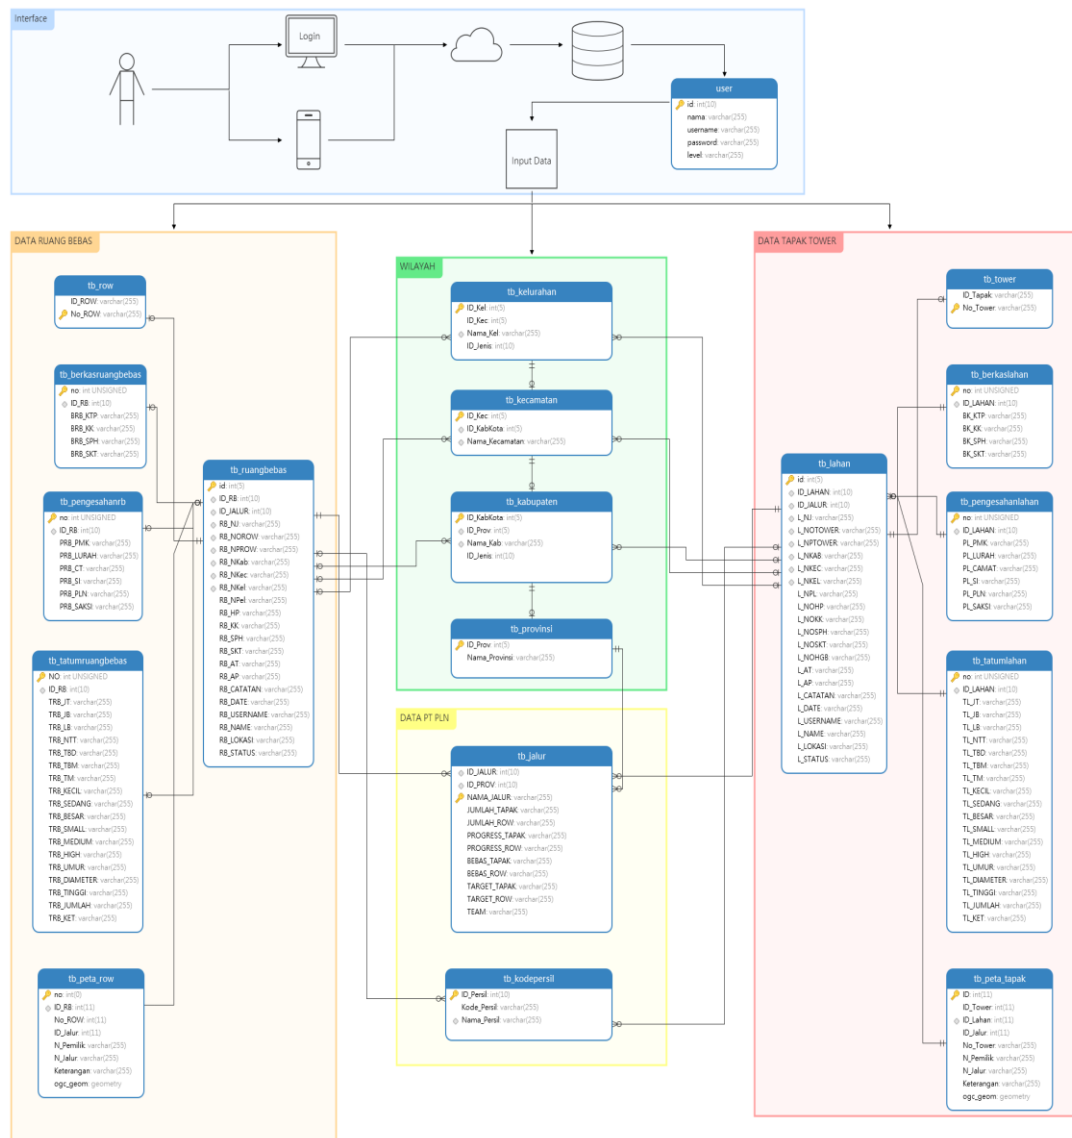 Interface
Login
user
id: int(10)
nama: varchar(255)
username: varchar(255)
password: varchar(255)
level: varchar(255)
Input Data
DATA RUANG BEBAS
tb_row
ID_ROW: varchar(255)
No_ROW: varchar(255)
tb_berkasruangbebas
no: int UNSIGNED
ID_RB: int(10)
BRB_KTP: varchar(255)
BRB_KK: varchar(255)
BRB_SPH: varchar(255)
BRB_SKT: varchar(255)
tb_pengesahanrb
no: int UNSIGNED
ID_RB: int(10)
PRB_PMK: varchar(255)
PRB_LURAH: varchar(255)
PRB_CT: varchar(255)
PRB_SI: varchar(255)
PRB_PLN: varchar(255)
PRB_SAKSI: varchar(255)
tb_tatumruangbebas
NO: int UNSIGNED
ID_RB: int(10)
TRB_JT: varchar(255)
TRB_JB: varchar(255)
TRB_LB: varchar(255)
TRB_NTT: varchar(255)
TRB_TBD: varchar(255)
TRB_TBM: varchar(255)
TRB_TM: varchar(255)
TRB_KECIL: varchar(255)
TRB_SEDANG: varchar(255)
TRB_BESAR: varchar(255)
TRB_SMALL: varchar(255)
TRB_MEDIUM: varchar(255)
TRB_HIGH: varchar(255)
TRB_UMUR: varchar(255)
TRB_DIAMETER: varchar(255)
TRB_TINGGI: varchar(255)
TRB_JUMLAH: varchar(255)
TRB_KET: varchar(255)
tb_peta_row
no: int(0)
ID_RB: int(11)
No_ROW: int(11)
ID_Jalur: int(11)
N_Pemilik: varchar(255)
N_Jalur: varchar(255)
Keterangan: varchar(255)
ogc_geom: geometry
tb_ruangbebas
id: int(5)
ID_RB: int(10)
ID_JALUR: int(10)
RB_NJ: varchar(255)
RB_NOROW: varchar(255)
RB_NPROW: varchar(255)
RB_NKab: varchar(255)
RB_NKec: varchar(255)
RB_NKel: varchar(255)
RB_NPel: varchar(255)
RB_HP: varchar(255)
RB_KK: varchar(255)
RB_SPH: varchar(255)
RB_SKT: varchar(255)
RB_AT: varchar(255)
RB_AP: varchar(255)
RB_CATATAN: varchar(255)
RB_DATE: varchar(255)
RB_USERNAME: varchar(255)
RB_NAME: varchar(255)
RB_LOKASI: varchar(255)
RB_STATUS: varchar(255)
WILAYAH
tb_kelurahan
ID_Kel: int(5)
ID_Kec: int(5)
Nama_Kel: varchar(255)
ID_Jenis: int(10)
tb_kecamatan
ID_Kec: int(5)
ID_KabKota: int(5)
Nama_Kecamatan: varchar(255)
tb_kabupaten
ID_KabKota: int(5)
ID_Prov: int(5)
Nama_Kab: varchar(255)
ID_Jenis: int(10)
tb_provinsi
ID_Prov: int(5)
Nama_Provinsi: varchar(255)
DATA PT PLN
tb_jalur
ID_JALUR: int(10)
ID_PROV: int(10)
NAMA_JALUR: varchar(255)
JUMLAH_TAPAK: varchar(255)
JUMLAH_ROW: varchar(255)
PROGRESS_TAPAK: varchar(255)
PROGRESS_ROW: varchar(255)
BEBAS_TAPAK: varchar(255)
BEBAS_ROW: varchar(255)
TARGET_TAPAK: varchar(255)
TARGET_ROW: varchar(255)
TEAM: varchar(255)
tb_kodepersil
ID_Persil: int(10)
Kode_Persil: varchar(255)
Nama_Persil: varchar(255)
DATA TAPAK TOWER
tb_lahan
id: int(5)
ID_LAHAN: int(10)
ID_JALUR: int(10)
L_NJ: varchar(255)
L_NOTOWER: varchar(255)
L_NPTOWER: varchar(255)
L_NKAB: varchar(255)
L_NKEC: varchar(255)
L_NKEL: varchar(255)
L_NPL: varchar(255)
L_NOHP: varchar(255)
L_NOKK: varchar(255)
L_NOSPH: varchar(255)
L_NOSKT: varchar(255)
L_NOHGB: varchar(255)
L_AT: varchar(255)
L_AP: varchar(255)
L_CATATAN: varchar(255)
L_DATE: varchar(255)
L_USERNAME: varchar(255)
L_NAME: varchar(255)
L_LOKASI: varchar(255)
L_STATUS: varchar(255)
tb_tower
ID_Tapak: varchar(255)
No_Tower: varchar(255)
tb_berkaslahan
no: int UNSIGNED
ID_LAHAN: int(10)
BK_KTP: varchar(255)
BK_KK: varchar(255)
BK_SPH: varchar(255)
BK_SKT: varchar(255)
tb_pengesahanlahan
no: int UNSIGNED
ID_LAHAN: int(10)
PL_PMK: varchar(255)
PL_LURAH: varchar(255)
PL_CAMAT: varchar(255)
PL_SI: varchar(255)
PL_PLN: varchar(255)
PL_SAKSI: varchar(255)
tb_tatumlahan
no: int UNSIGNED
ID_LAHAN: int(10)
TL_JT: varchar(255)
TL_JB: varchar(255)
TL_LB: varchar(255)
TL_NTT: varchar(255)
TL_TBD: varchar(255)
TL_TBM: varchar(255)
TL_TM: varchar(255)
TL_KECIL: varchar(255)
TL_SEDANG: varchar(255)
TL_BESAR: varchar(255)
TL_SMALL: varchar(255)
TL_MEDIUM: varchar(255)
TL_HIGH: varchar(255)
TL_UMUR: varchar(255)
TL_DIAMETER: varchar(255)
TL_TINGGI: varchar(255)
TL_JUMLAH: varchar(255)
TL_KET: varchar(255)
tb_peta_tapak
ID: int(11)
ID_Tower: int(11)
ID_Lahan: int(11)
ID_Jalur: int(11)
No_Tower: varchar(255)
N_Pemilik: varchar(255)
N_Jalur: varchar(255)
Keterangan: varchar(255)
ogc_geom: geometry